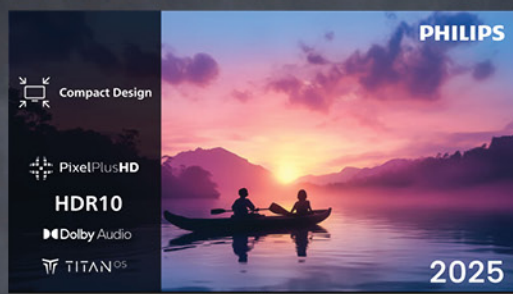 PHILIPS
Compact Design
PixelPlusHD
HDR10
Dolby Audio
TITAN OS
2025